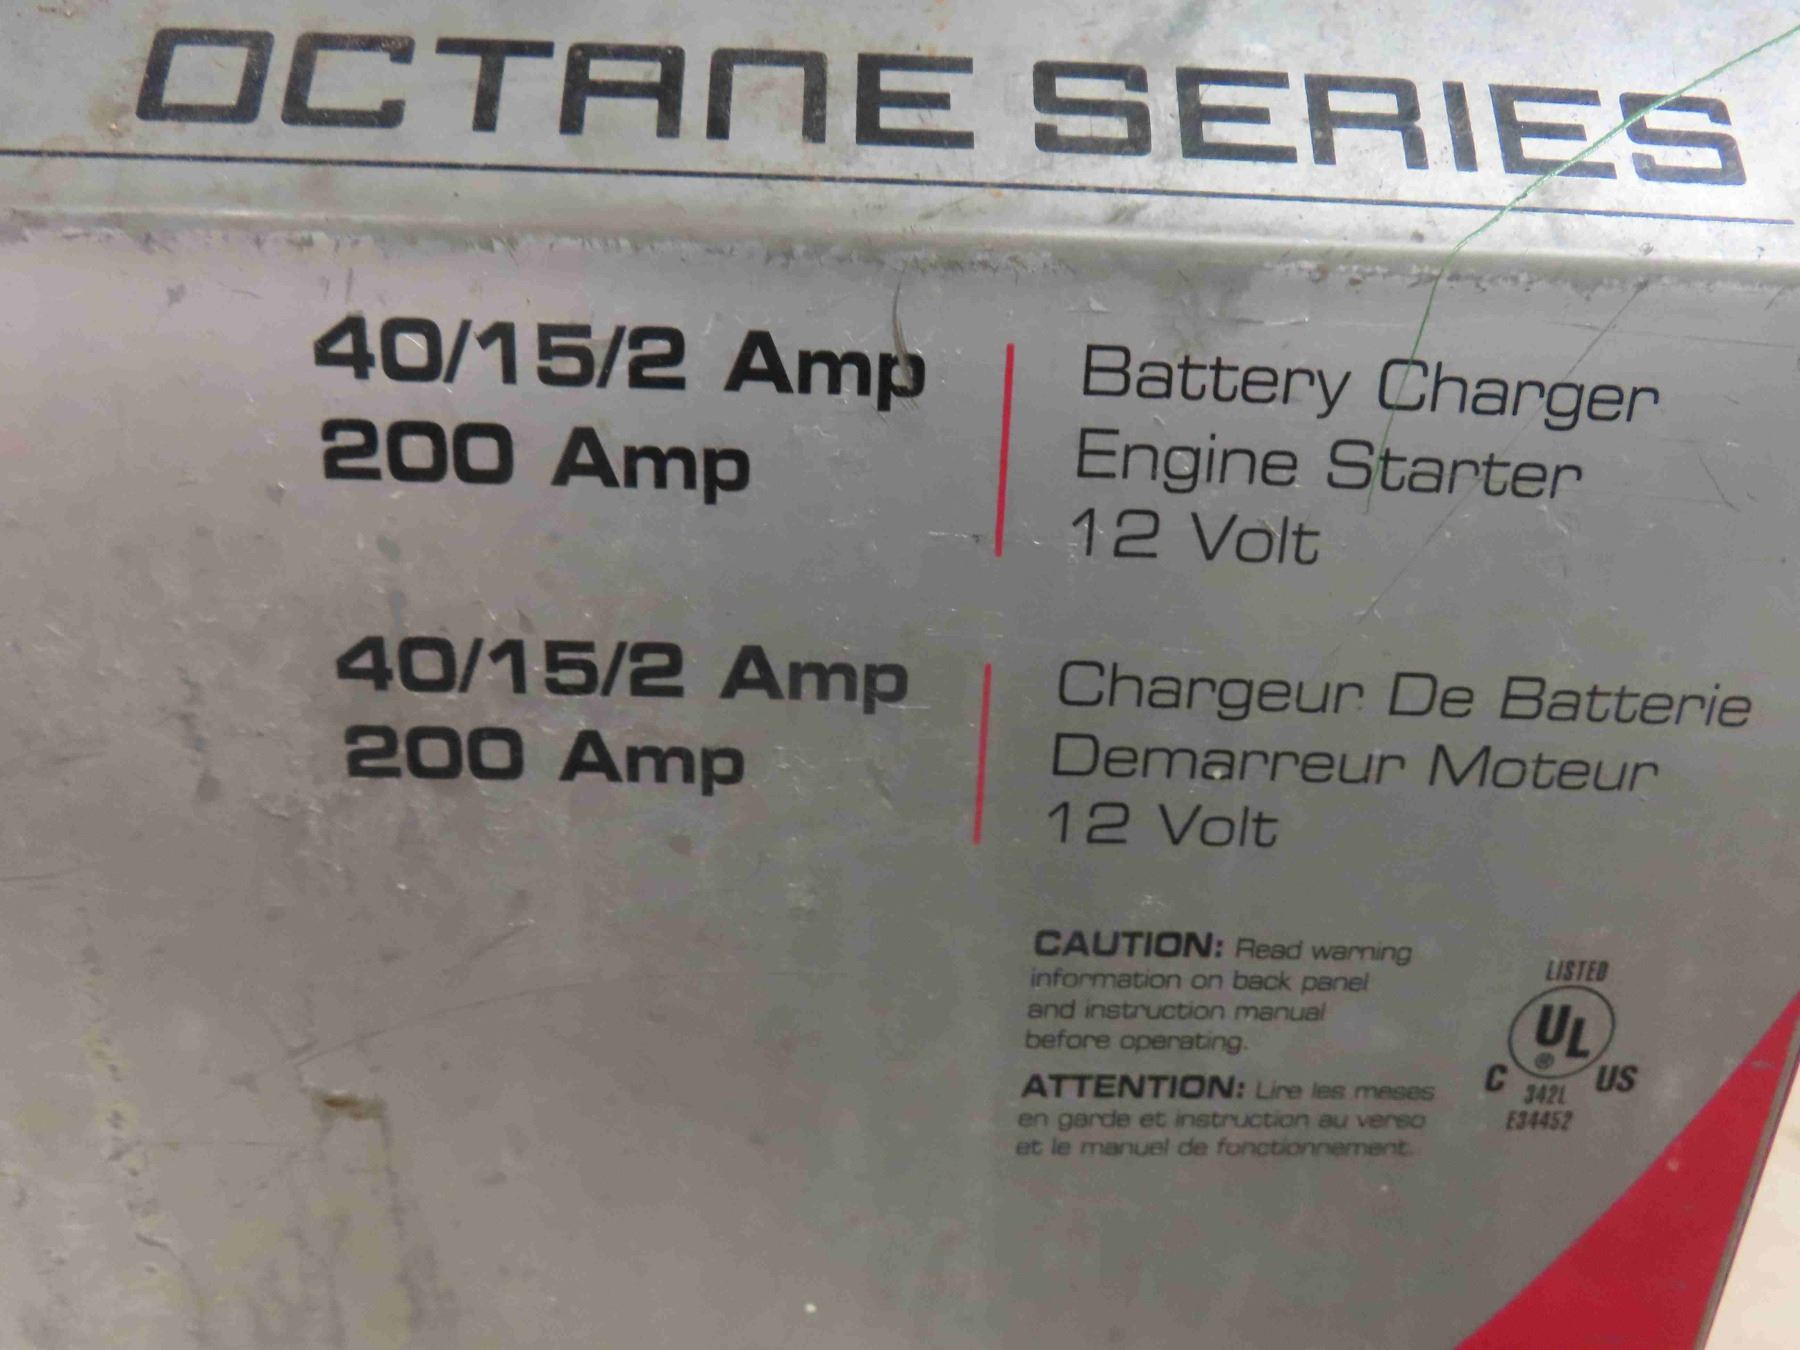 OCTANE SERIES
40/15/2 Amp
200 Amp
Battery Charger
Engine Starter
12 Volt
40/15/2 Amp
200 Amp
Chargeur De Batterie
Demarreur Moteur
12 Volt
CAUTION: Read warning
information on back panel
and instruction manual
before operating.
ATTENTION: Lire les meses
en garde et instruction au verso
et le manuel de fonctionnement.
LISTED
UL
®
C US
342L
E34452